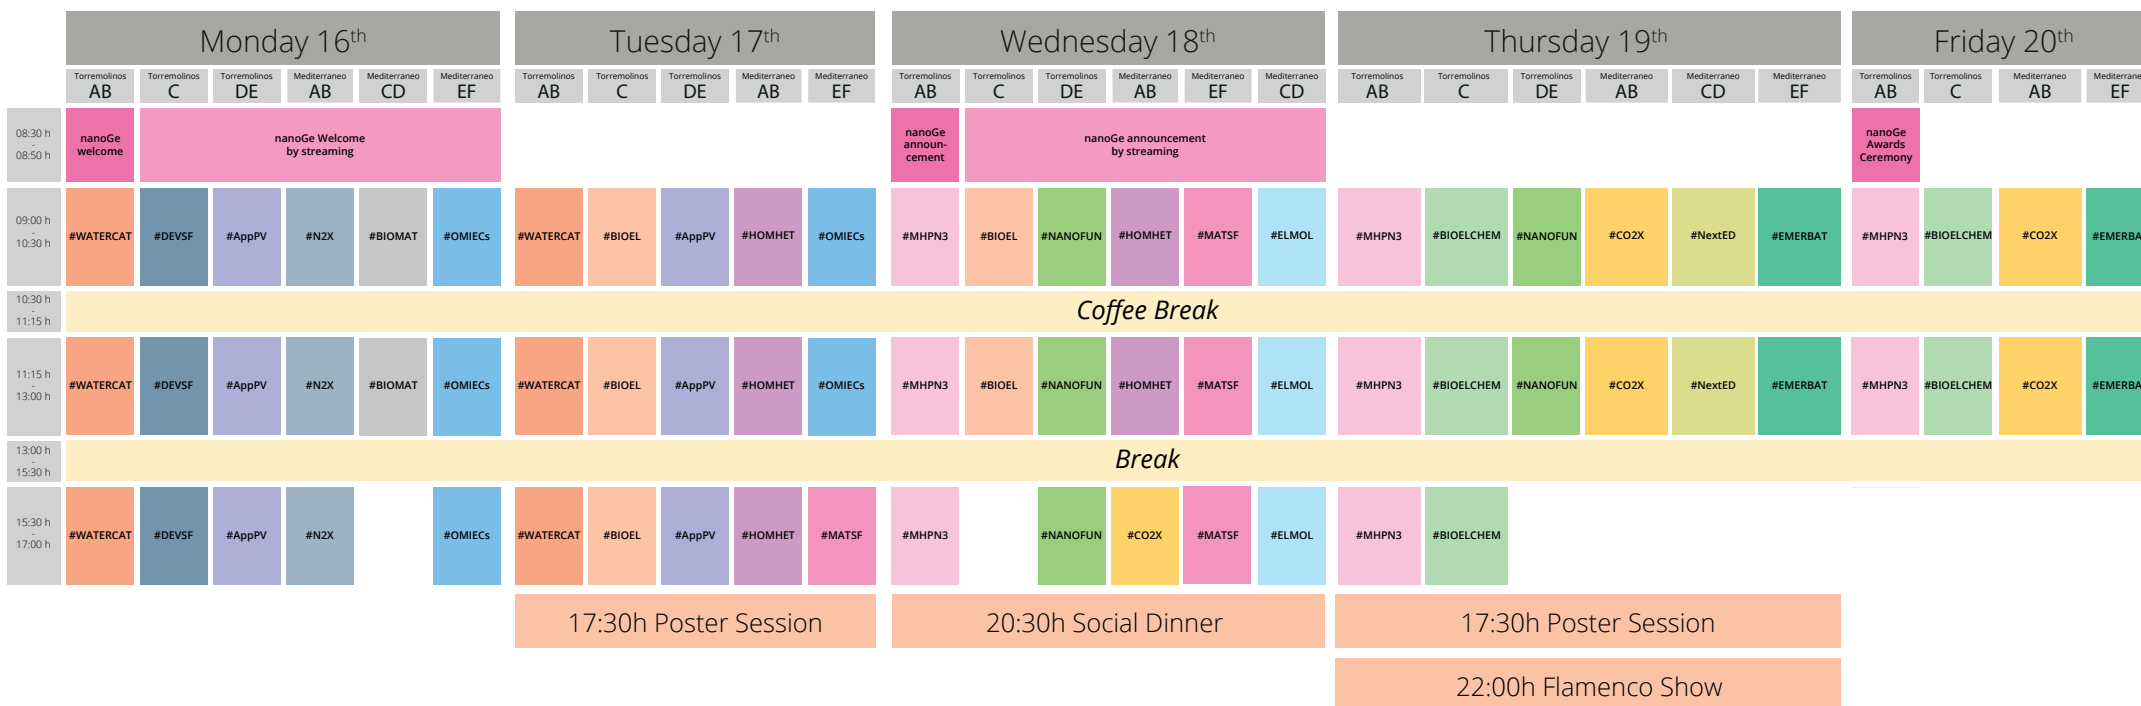 Monday 16th
Tuesday 17th
Wednesday 18th
Thursday 19th
Friday 20th
Torremolinos Torremolinos Torremolinos Mediterraneo Mediterraneo Mediterraneo Torremolinos Torremolinos Torremolinos Mediterraneo Mediterraneo Torremolinos Torremolinos Torremolinos Mediterraneo Mediterraneo Mediterraneo Torremolinos Torremolinos Torremolinos Mediterraneo Mediterraneo Mediterraneo Torremolinos Torremolinos Mediterraneo Mediterrane
AB C DE AB CD EF AB C DE AB EF AB C DE AB EF CD AB C DE AB CD EF AB C AB EF
08:30 h
-
08:50 h
nanoGe
welcome
nanoGe Welcome
by streaming
nanoGe
announ-
cement
nanoGe announcement
by streaming
nanoGe
Awards
Ceremony
09:00 h
-
10:30 h
#WATERCAT #DEVSF #AppPV #N2X #BIOMAT #OMIECs #WATERCAT #BIOEL #AppPV #HOMHET #OMIECs #MHPN3 #BIOEL #NANOFUN #HOMHET #MATSF #ELMOL #MHPN3 #BIOELCHEM #NANOFUN #CO2X #NextED #EMERBAT #MHPN3 #BIOELCHEM #CO2X #EMERBA
10:30 h
-
11:15 h
Coffee Break
11:15 h
-
13:00 h
#WATERCAT #DEVSF #AppPV #N2X #BIOMAT #OMIECs #WATERCAT #BIOEL #AppPV #HOMHET #OMIECs #MHPN3 #BIOEL #NANOFUN #HOMHET #MATSF #ELMOL #MHPN3 #BIOELCHEM #NANOFUN #CO2X #NextED #EMERBAT #MHPN3 #BIOELCHEM #CO2X #EMERBA
13:00 h
-
15:30 h
Break
15:30 h
-
17:00 h
#WATERCAT #DEVSF #AppPV #N2X #OMIECs #WATERCAT #BIOEL #AppPV #HOMHET #MATSF #MHPN3 #NANOFUN #CO2X #MATSF #ELMOL #MHPN3 #BIOELCHEM
17:30h Poster Session
20:30h Social Dinner
17:30h Poster Session
22:00h Flamenco Show